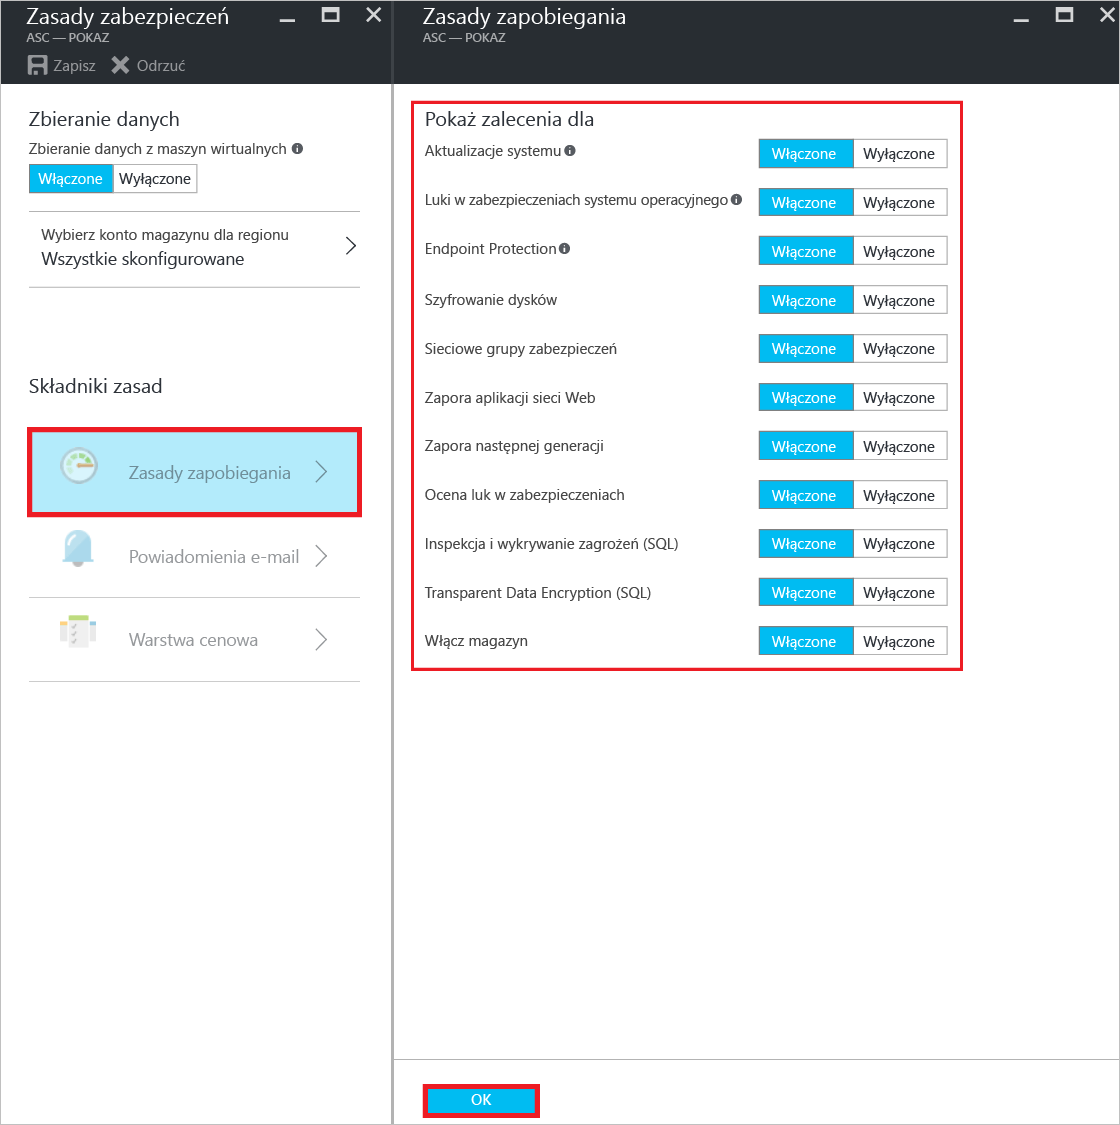 Zasady zabezpieczeń
ASC — POKAZ
Zapisz Odrzuć
Zbieranie danych
Zbieranie danych z maszyn wirtualnych
Włączone Wyłączone
Wybierz konto magazynu dla regionu
Wszystkie skonfigurowane
Składniki zasad
Zasady zapobiegania
Powiadomienia e-mail
Warstwa cenowa
Zasady zapobiegania
ASC — POKAZ
Pokaż zalecenia dla
Aktualizacje systemu Włączone Wyłączone
Luki w zabezpieczeniach systemu operacyjnego Włączone Wyłączone
Endpoint Protection Włączone Wyłączone
Szyfrowanie dysków Włączone Wyłączone
Sieciowe grupy zabezpieczeń Włączone Wyłączone
Zapora aplikacji sieci Web Włączone Wyłączone
Zapora następnej generacji Włączone Wyłączone
Ocena luk w zabezpieczeniach Włączone Wyłączone
Inspekcja i wykrywanie zagrożeń (SQL) Włączone Wyłączone
Transparent Data Encryption (SQL) Włączone Wyłączone
Włącz magazyn Włączone Wyłączone
OK